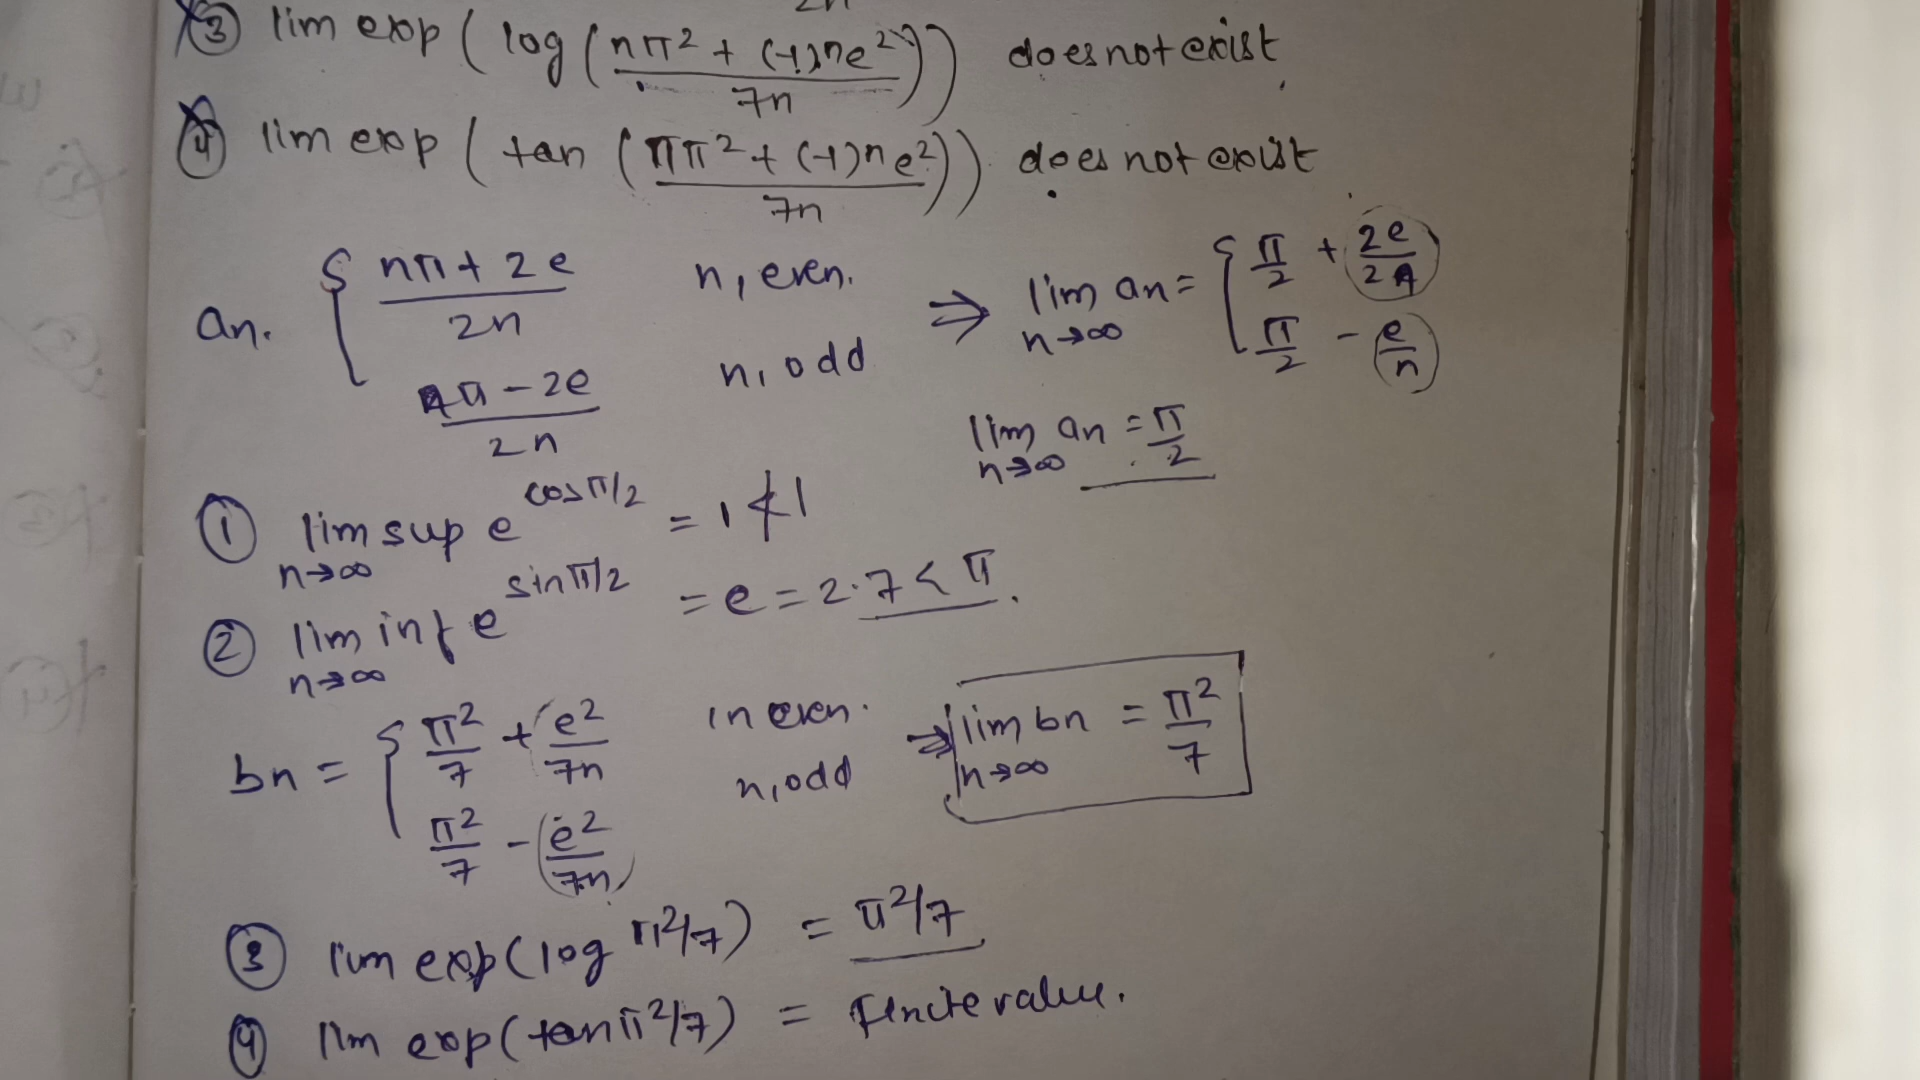 2n
③ lim exp ( log ( nπ² + (-1)ⁿe² / 7n ) ) does not exist
④ lim exp ( tan ( nπ² + (-1)ⁿ e² / 7n ) ) does not exist
an. { nπ + 2e / 2n n, even. ⇒ lim n→∞ an = { π/2 + 2e/2n
nπ - 2e / 2n n, odd π/2 - e/n
lim n→∞ an = π/2
① lim sup n→∞ e^cos π/2 = 1 ≮ 1
② lim inf n→∞ e^sin π/2 = e = 2.7 < π.
bn = { π²/7 + e²/7n , n even. ⇒ lim n→∞ bn = π²/7
π²/7 - e²/7n n, odd
③ lim exp (log π²/7) = π²/7
④ lim exp (tan π²/7) = Finite value.